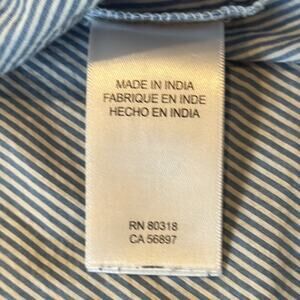 MADE IN INDIA
FABRIQUE EN INDE
HECHO EN INDIA
RN 80318
CA 56897